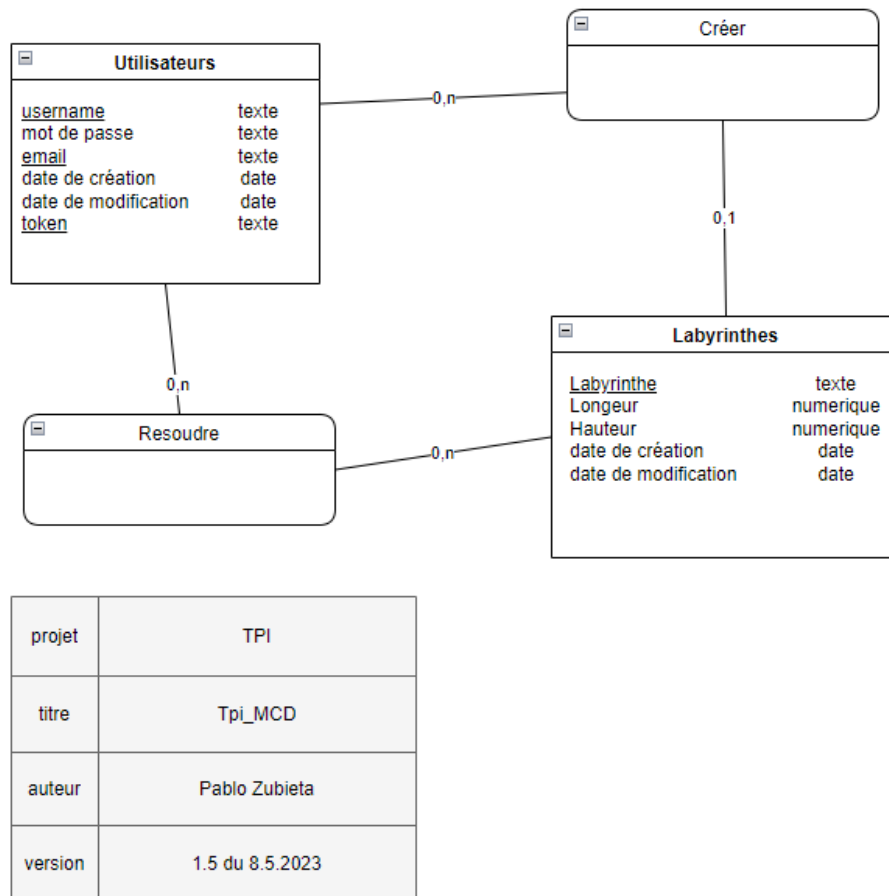 Créer
Utilisateurs
username texte
mot de passe texte
email texte
date de création date
date de modification date
token texte
0,n
0,1
Labyrinthes
Labyrinthe texte
Longeur numerique
Hauteur numerique
date de création date
date de modification date
0,n
Resoudre
0,n
projet TPI
titre Tpi_MCD
auteur Pablo Zubieta
version 1.5 du 8.5.2023